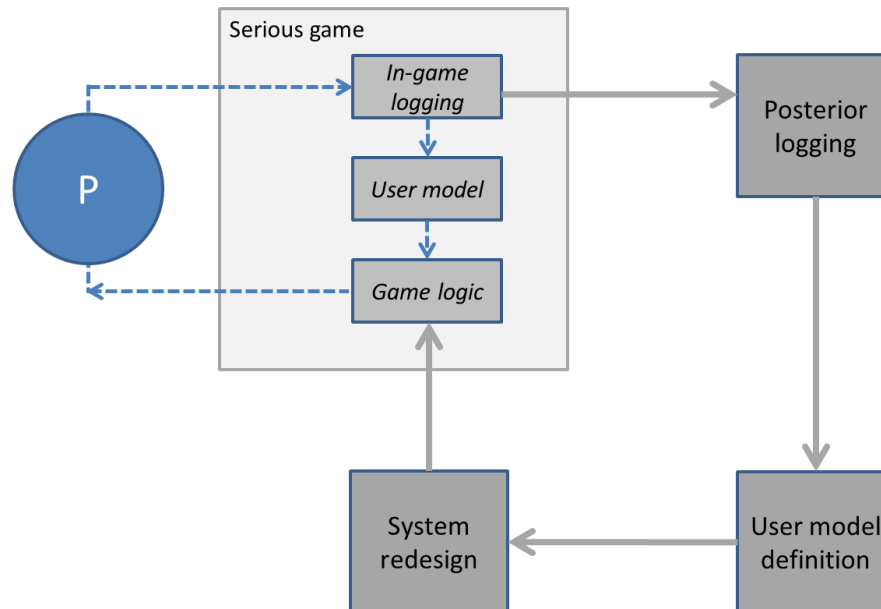 Serious game
In-game
logging
Posterior
logging
P
User model
Game logic
System
redesign
User model
definition